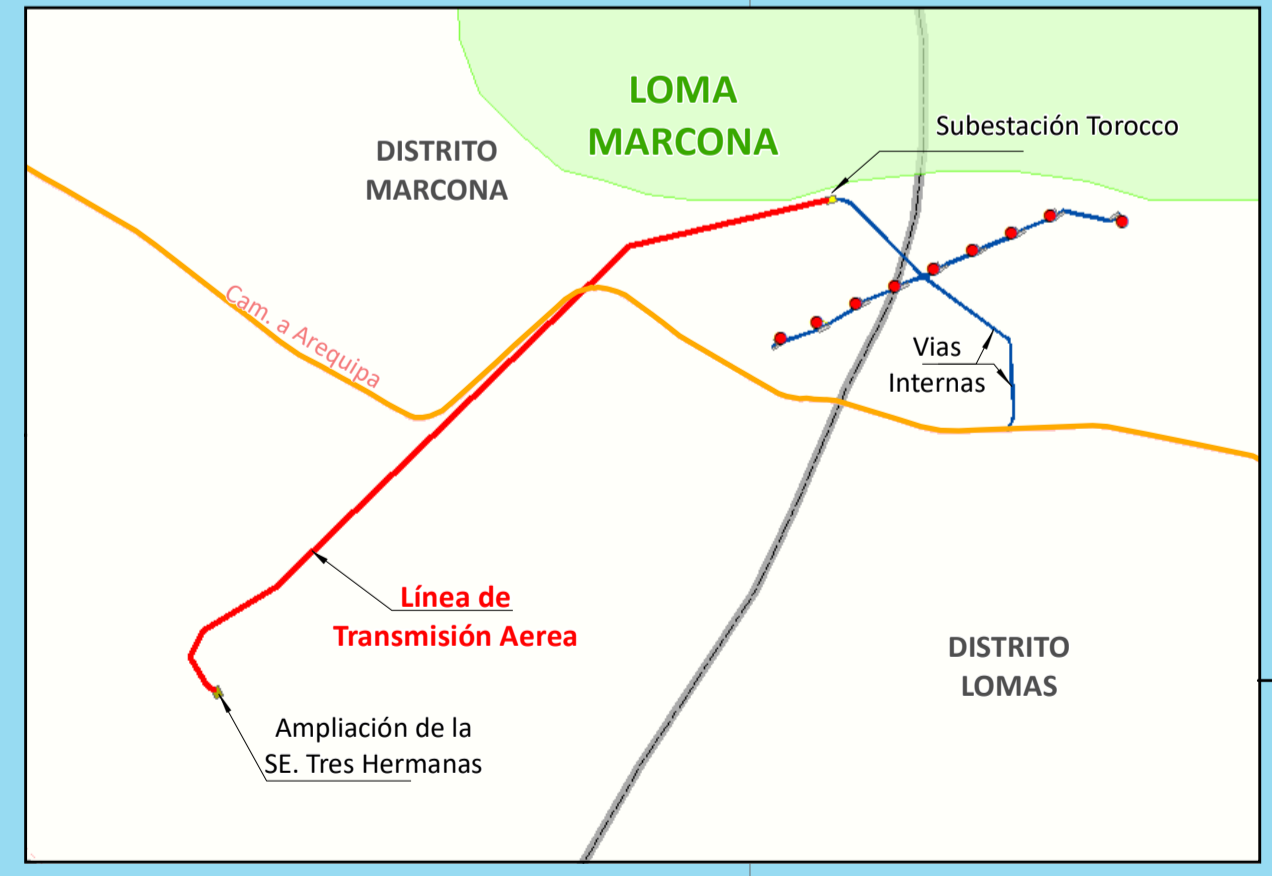 LOMA
MARCONA
Subestación Torocco
DISTRITO
MARCONA
Cam. a Arequipa
Vias
Internas
Línea de
Transmisión Aerea
DISTRITO
LOMAS
Ampliación de la
SE. Tres Hermanas